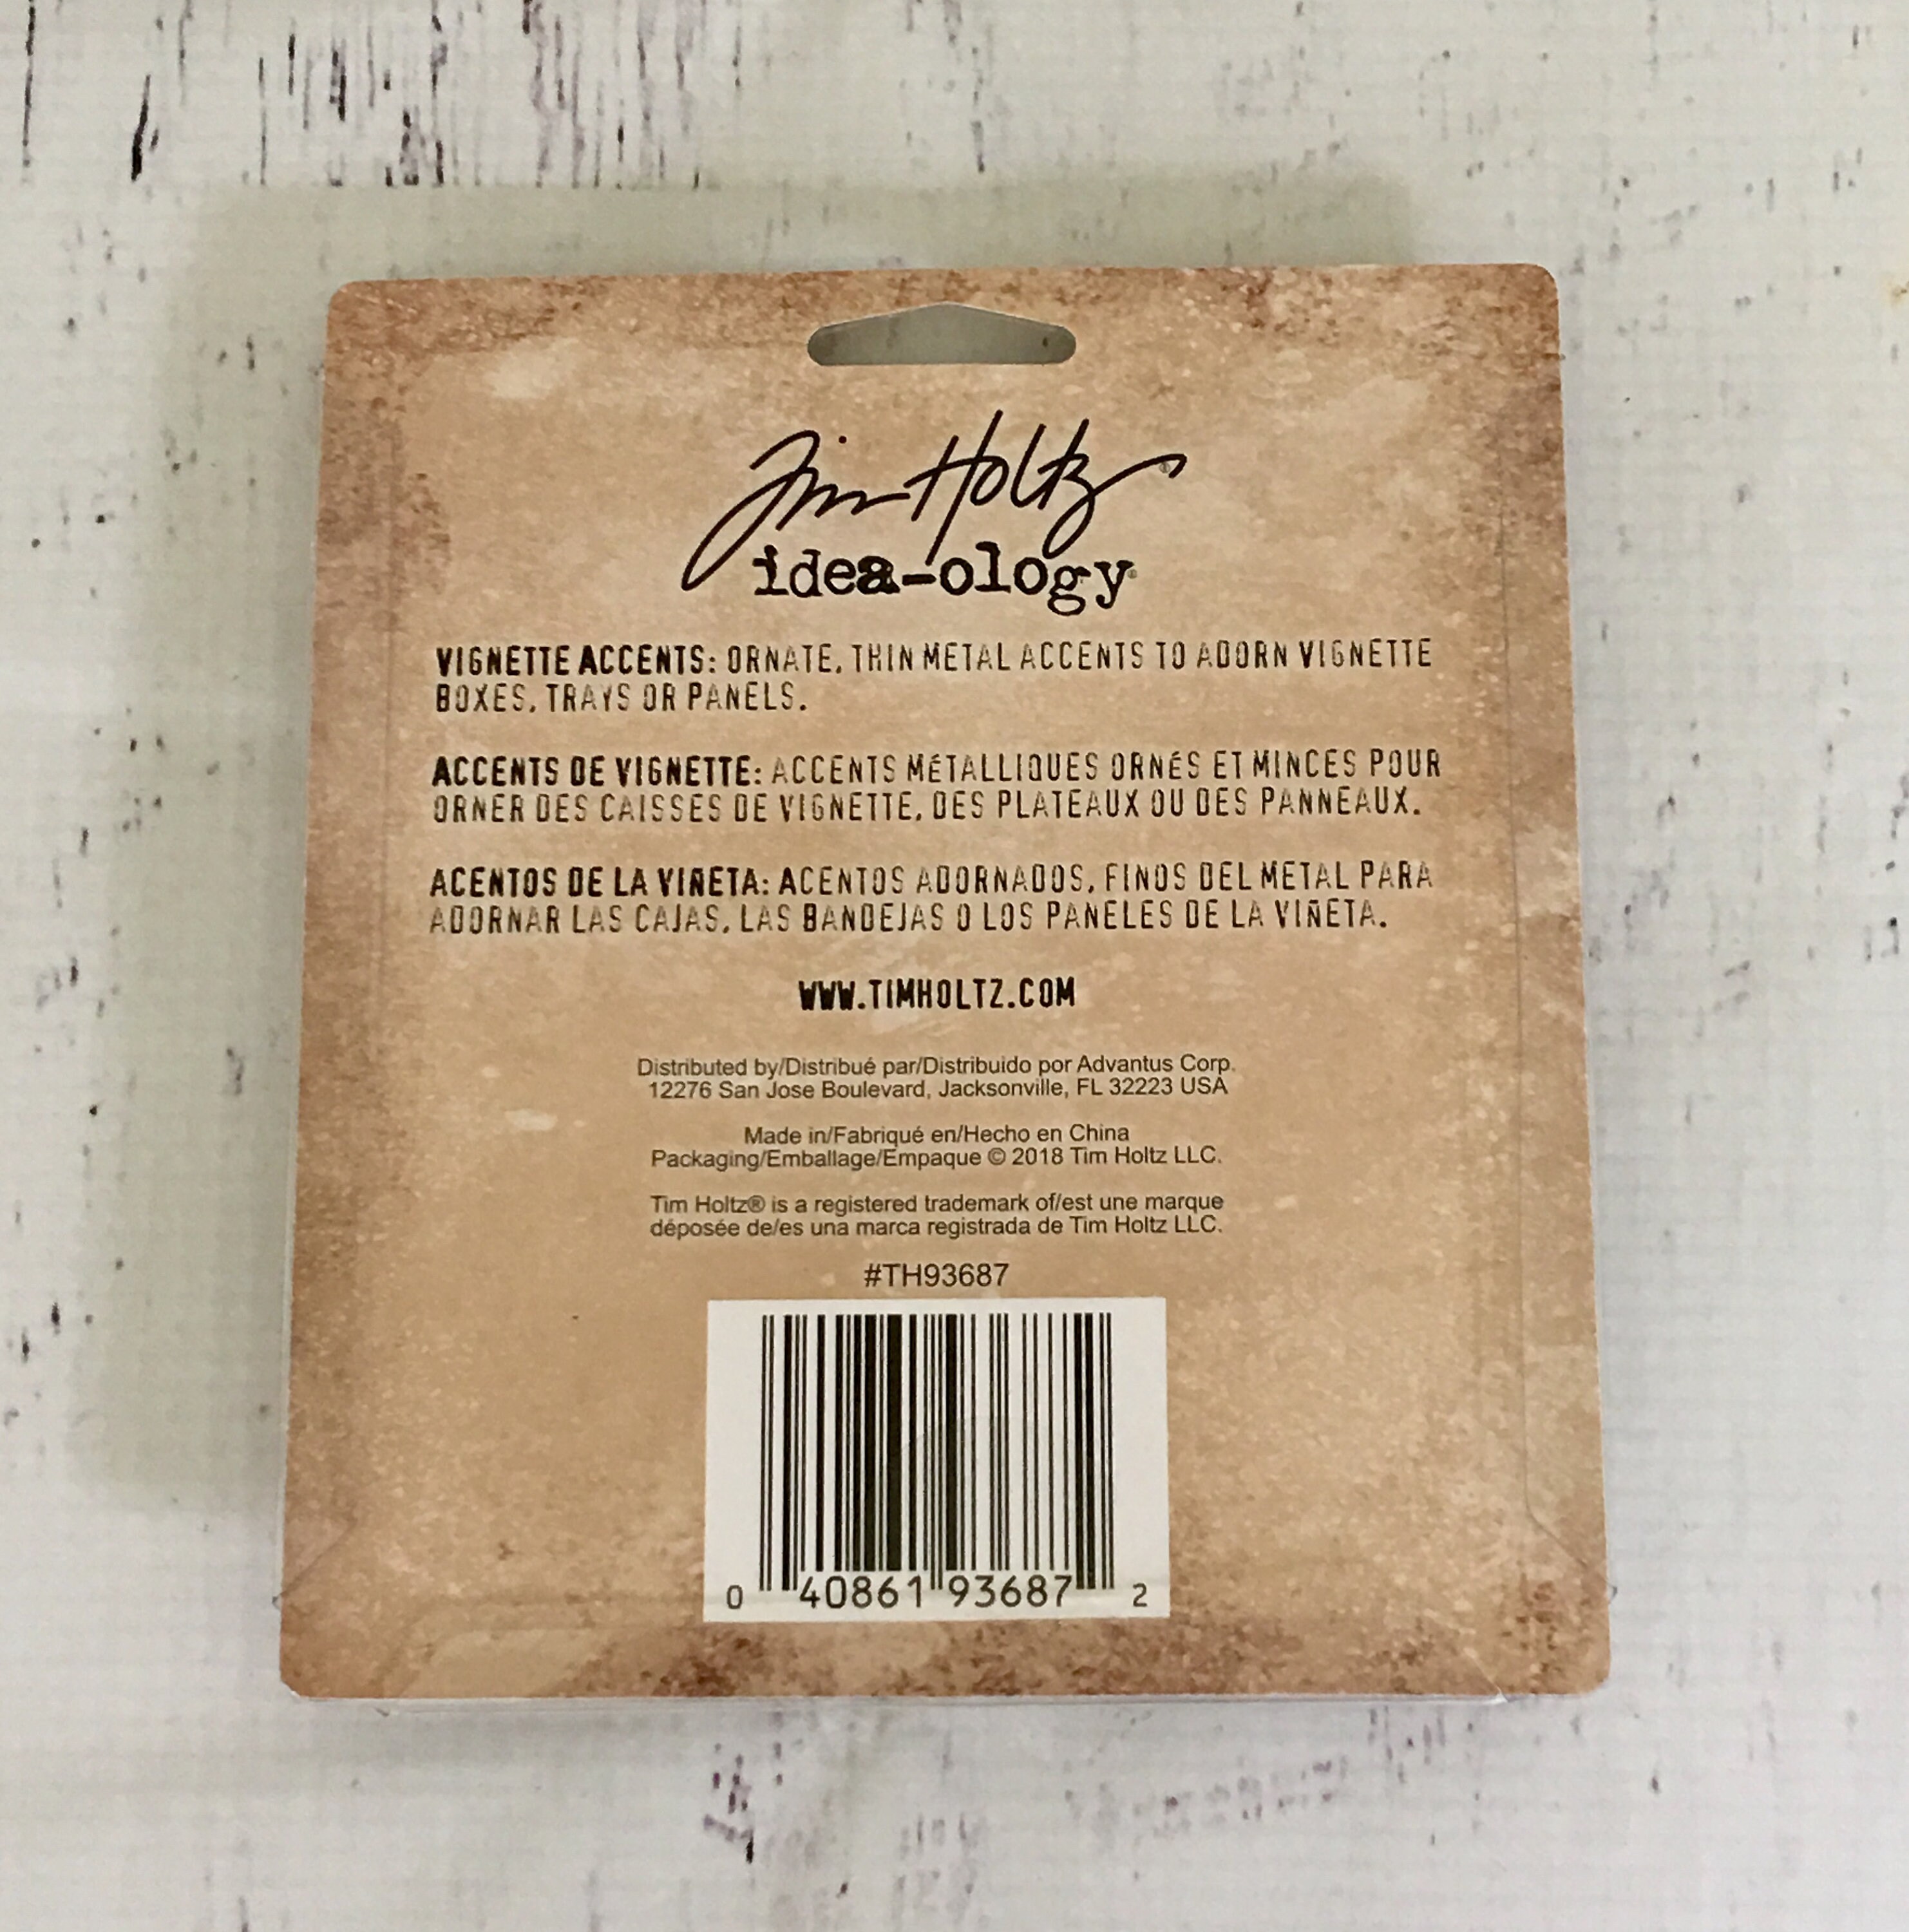 Tim Holtz®
idea-ology
VIGNETTE ACCENTS: ORNATE, THIN METAL ACCENTS TO ADORN VIGNETTE
BOXES, TRAYS OR PANELS.
ACCENTS DE VIGNETTE: ACCENTS MÉTALLIQUES ORNÉS ET MINCES POUR
ORNER DES CAISSES DE VIGNETTE, DES PLATEAUX OU DES PANNEAUX.
ACENTOS DE LA VIÑETA: ACENTOS ADORNADOS, FINOS DEL METAL PARA
ADORNAR LAS CAJAS, LAS BANDEJAS O LOS PANELES DE LA VIÑETA.
WWW.TIMHOLTZ.COM
Distributed by/Distribué par/Distribuido por Advantus Corp.
12276 San Jose Boulevard, Jacksonville, FL 32223 USA
Made in/Fabriqué en/Hecho en China
Packaging/Emballage/Empaque © 2018 Tim Holtz LLC.
Tim Holtz® is a registered trademark of/est une marque
déposée de/es una marca registrada de Tim Holtz LLC.
#TH93687
0 40861 93687 2